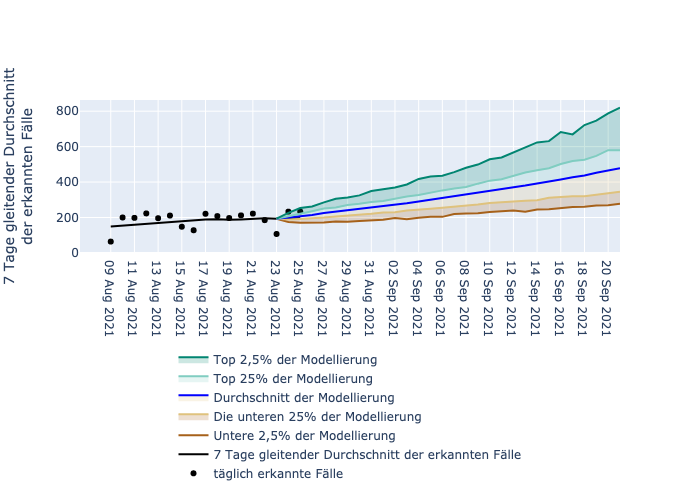 7 Tage gleitender Durchschnitt
der erkannten Fälle
800
600
400
200
0
09 Aug 2021
11 Aug 2021
13 Aug 2021
15 Aug 2021
17 Aug 2021
19 Aug 2021
21 Aug 2021
23 Aug 2021
25 Aug 2021
27 Aug 2021
29 Aug 2021
31 Aug 2021
02 Sep 2021
04 Sep 2021
06 Sep 2021
08 Sep 2021
10 Sep 2021
12 Sep 2021
14 Sep 2021
16 Sep 2021
18 Sep 2021
20 Sep 2021
Top 2,5% der Modellierung
Top 25% der Modellierung
Durchschnitt der Modellierung
Die unteren 25% der Modellierung
Untere 2,5% der Modellierung
7 Tage gleitender Durchschnitt der erkannten Fälle
täglich erkannte Fälle